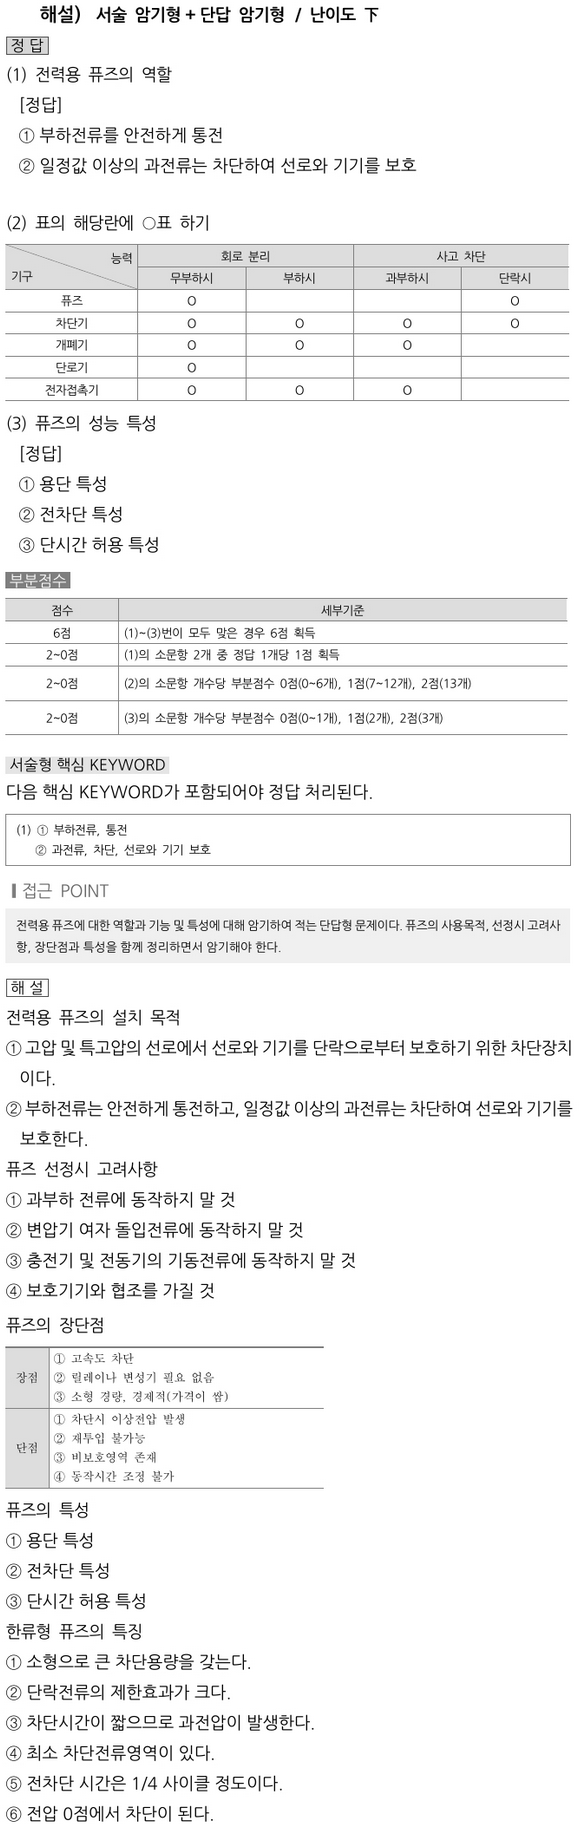 해설) 서술 암기형 + 단답 암기형 / 난이도 下
정 답
(1) 전력용 퓨즈의 역할
[정답]
① 부하전류를 안전하게 통전
② 일정값 이상의 과전류는 차단하여 선로와 기기를 보호
(2) 표의 해당란에 ○표 하기
능력 회로 분리 사고 차단
기구 무부하시 부하시 과부하시 단락시
퓨즈 O O
차단기 O O O O
개폐기 O O O
단로기 O
전자접촉기 O O O
(3) 퓨즈의 성능 특성
[정답]
① 용단 특성
② 전차단 특성
③ 단시간 허용 특성
부분점수
점수 세부기준
6점 (1)~(3)번이 모두 맞은 경우 6점 획득
2~0점 (1)의 소문항 2개 중 정답 1개당 1점 획득
2~0점 (2)의 소문항 개수당 부분점수 0점(0~6개), 1점(7~12개), 2점(13개)
2~0점 (3)의 소문항 개수당 부분점수 0점(0~1개), 1점(2개), 2점(3개)
서술형 핵심 KEYWORD
다음 핵심 KEYWORD가 포함되어야 정답 처리된다.
(1) ① 부하전류, 통전
② 과전류, 차단, 선로와 기기 보호
접근 POINT
전력용 퓨즈에 대한 역할과 기능 및 특성에 대해 암기하여 적는 단답형 문제이다. 퓨즈의 사용목적, 선정시 고려사
항, 장단점과 특성을 함께 정리하면서 암기해야 한다.
해 설
전력용 퓨즈의 설치 목적
① 고압 및 특고압의 선로에서 선로와 기기를 단락으로부터 보호하기 위한 차단장치
이다.
② 부하전류는 안전하게 통전하고, 일정값 이상의 과전류는 차단하여 선로와 기기를
보호한다.
퓨즈 선정시 고려사항
① 과부하 전류에 동작하지 말 것
② 변압기 여자 돌입전류에 동작하지 말 것
③ 충전기 및 전동기의 기동전류에 동작하지 말 것
④ 보호기기와 협조를 가질 것
퓨즈의 장단점
장점 ① 고속도 차단
② 릴레이나 변성기 필요 없음
③ 소형 경량, 경제적(가격이 쌈)
단점 ① 차단시 이상전압 발생
② 재투입 불가능
③ 비보호영역 존재
④ 동작시간 조정 불가
퓨즈의 특성
① 용단 특성
② 전차단 특성
③ 단시간 허용 특성
한류형 퓨즈의 특징
① 소형으로 큰 차단용량을 갖는다.
② 단락전류의 제한효과가 크다.
③ 차단시간이 짧으므로 과전압이 발생한다.
④ 최소 차단전류영역이 있다.
⑤ 전차단 시간은 1/4 사이클 정도이다.
⑥ 전압 0점에서 차단이 된다.